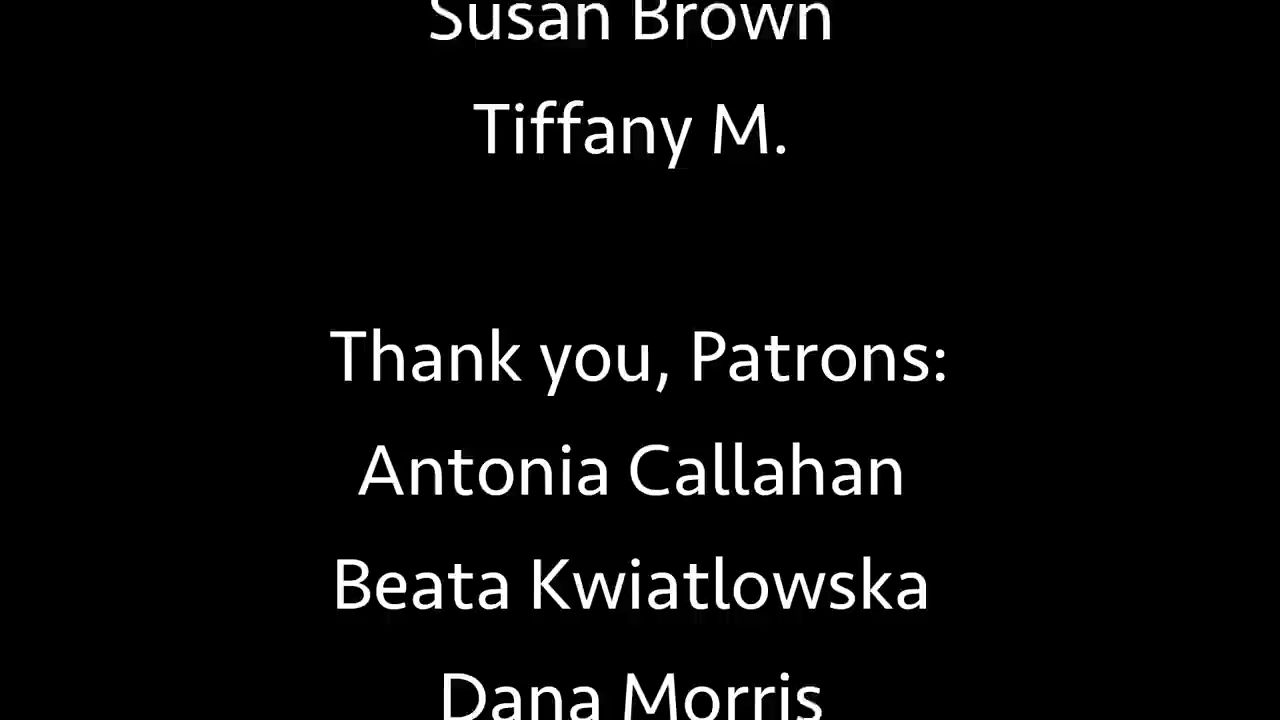 Susan Brown
Tiffany M.
Thank you, Patrons:
Antonia Callahan
Beata Kwiatlowska
Dana Morris